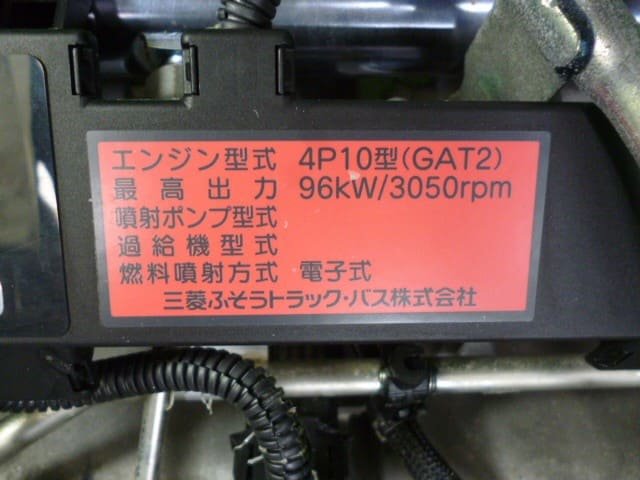 エンジン型式 4P10型(GAT2)
最高出力 96kW/3050rpm
噴射ポンプ型式
過給機型式
燃料噴射方式 電子式
三菱ふそうトラック・バス株式会社